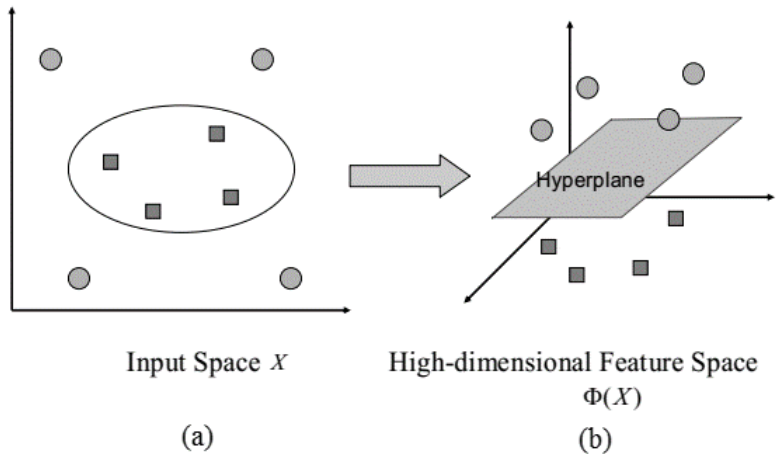 Hyperplane
Input Space X
High-dimensional Feature Space
Φ(X)
(a)
(b)